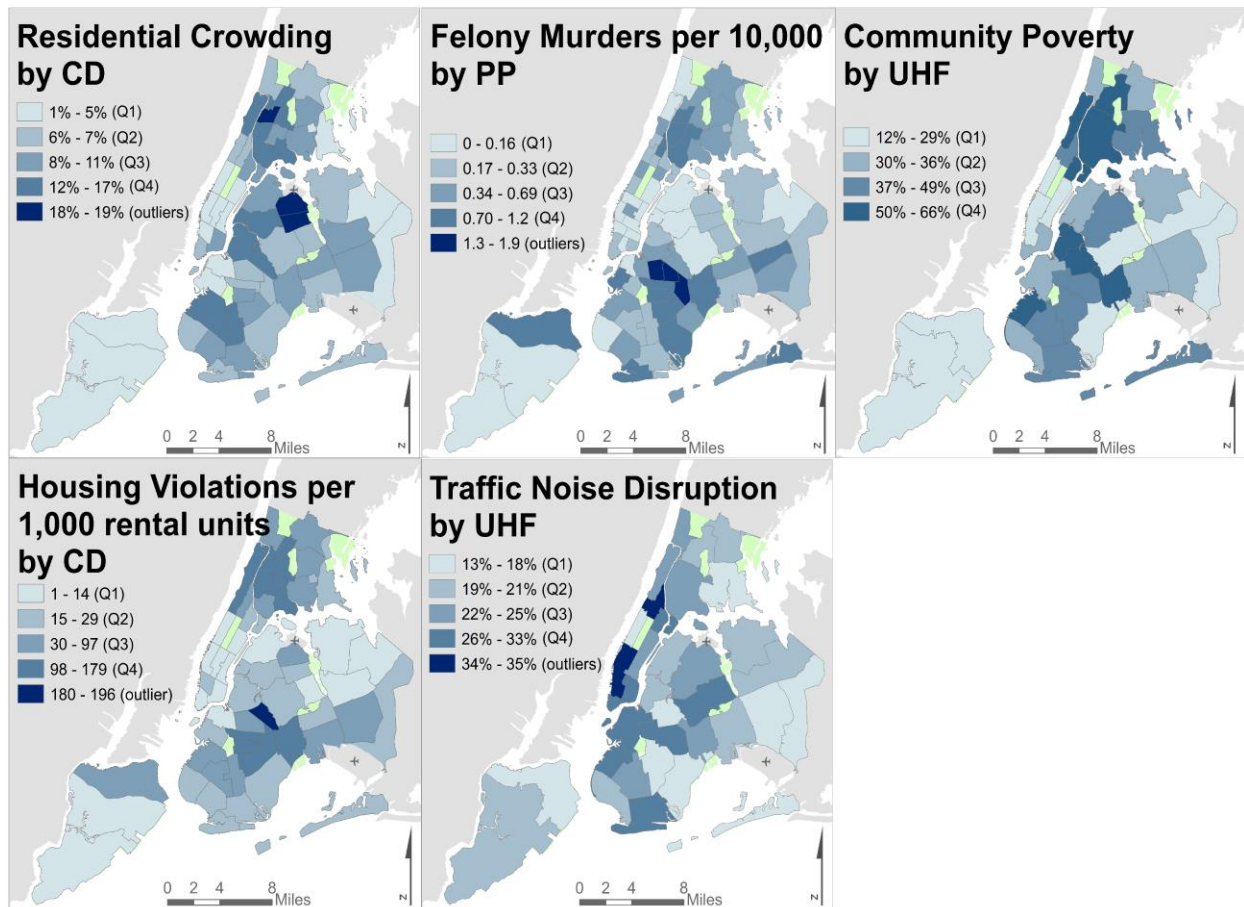 Residential Crowding
by CD
1% - 5% (Q1)
6% - 7% (Q2)
8% - 11% (Q3)
12% - 17% (Q4)
18% - 19% (outliers)
0 2 4 8
Miles
N
Felony Murders per 10,000
by PP
0 - 0.16 (Q1)
0.17 - 0.33 (Q2)
0.34 - 0.69 (Q3)
0.70 - 1.2 (Q4)
1.3 - 1.9 (outliers)
0 2 4 8
Miles
N
Community Poverty
by UHF
12% - 29% (Q1)
30% - 36% (Q2)
37% - 49% (Q3)
50% - 66% (Q4)
0 2 4 8
Miles
N
Housing Violations per
1,000 rental units
by CD
1 - 14 (Q1)
15 - 29 (Q2)
30 - 97 (Q3)
98 - 179 (Q4)
180 - 196 (outlier)
0 2 4 8
Miles
N
Traffic Noise Disruption
by UHF
13% - 18% (Q1)
19% - 21% (Q2)
22% - 25% (Q3)
26% - 33% (Q4)
34% - 35% (outliers)
0 2 4 8
Miles
N